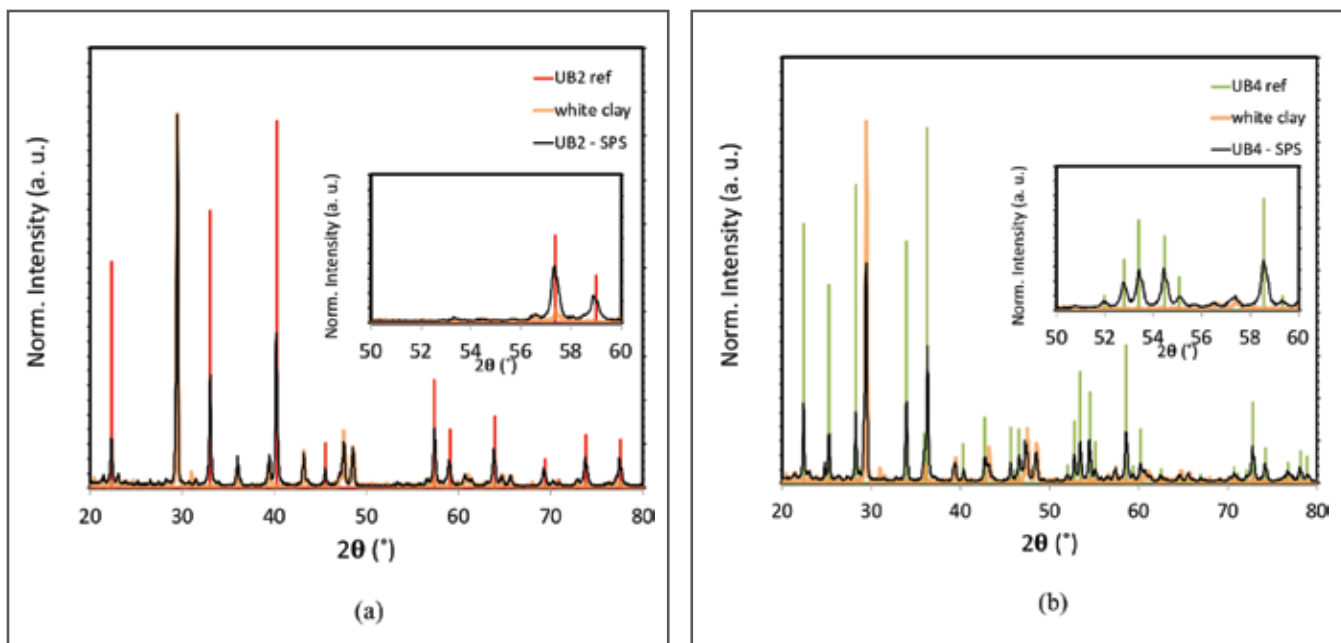 UB2 ref
white clay
UB2 - SPS
Norm. Intensity (a. u.)
Norm. Intensity (a. u.)
50 52 54 56 58 60
2θ (°)
20 30 40 50 60 70 80
2θ (°)
(a)
UB4 ref
white clay
UB4 - SPS
Norm. Intensity (a. u.)
Norm. Intensity (a. u.)
50 52 54 56 58 60
2θ (°)
20 30 40 50 60 70 80
2θ (°)
(b)